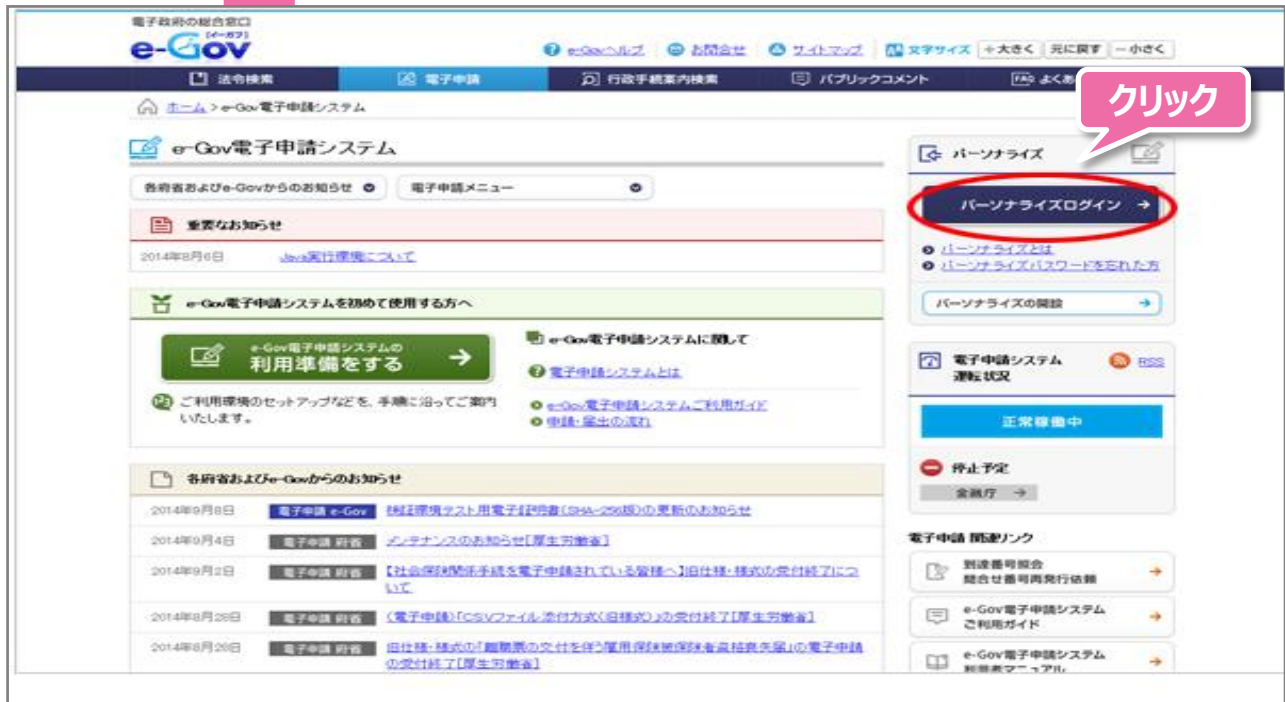 電子政府の総合窓口
[イーガブ]
e-Gov
e-Govヘルプ お問合せ サイトマップ 文字サイズ +大きく 元に戻す −小さく
法令検索 電子申請 行政手続案内検索 パブリックコメント FAQ よくあ
クリック
ホーム > e-Gov電子申請システム
e-Gov電子申請システム
各府省およびe-Govからのお知らせ 電子申請メニュー
重要なお知らせ
2014年8月6日 Java実行環境について
e-Gov電子申請システムを初めて使用する方へ
e-Gov電子申請システムの
利用準備をする
ご利用環境のセットアップなどを、手順に沿ってご案内
いたします。
e-Gov電子申請システムに関して
電子申請システムとは
e-Gov電子申請システムご利用ガイド
申請・届出の流れ
各府省およびe-Govからのお知らせ
2014年9月8日 電子申請 e-Gov 検証環境テスト用電子証明書(SHA-256版)の更新のお知らせ
2014年9月4日 電子申請 府省 メンテナンスのお知らせ[厚生労働省]
2014年9月2日 電子申請 府省 【社会保険関係手続を電子申請されている皆様へ】旧仕様・様式の受付終了につ
いて
2014年8月28日 電子申請 府省 (電子申請)「CSVファイル添付方式(旧様式)」の受付終了[厚生労働省]
2014年8月28日 電子申請 府省 旧仕様・様式の「離職票の交付を伴う雇用保険被保険者資格喪失届」の電子申請
の受付終了[厚生労働省]
パーソナライズ
パーソナライズログイン
パーソナライズとは
パーソナライズパスワードを忘れた方
パーソナライズの開設
電子申請システム
運転状況
RSS
正常稼働中
停止予定
金融庁
電子申請 関連リンク
到達番号照会
問合せ番号再発行依頼
e-Gov電子申請システム
ご利用ガイド
e-Gov電子申請システム
利用者マニュアル